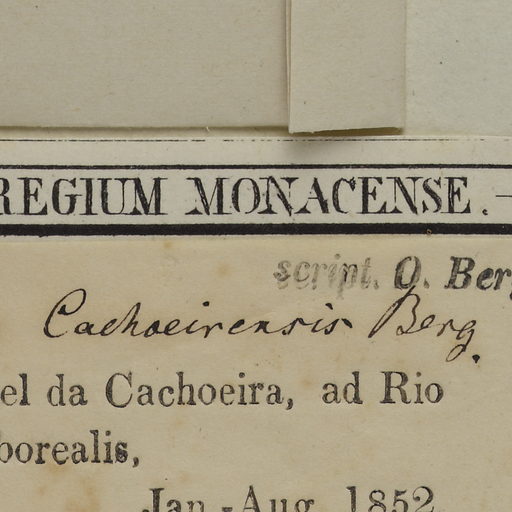 REGIUM MONACENSE. —
script. O. Berg
Cachoeirensis Berg.
el da Cachoeira, ad Rio
borealis,
Jan.-Aug. 1852.